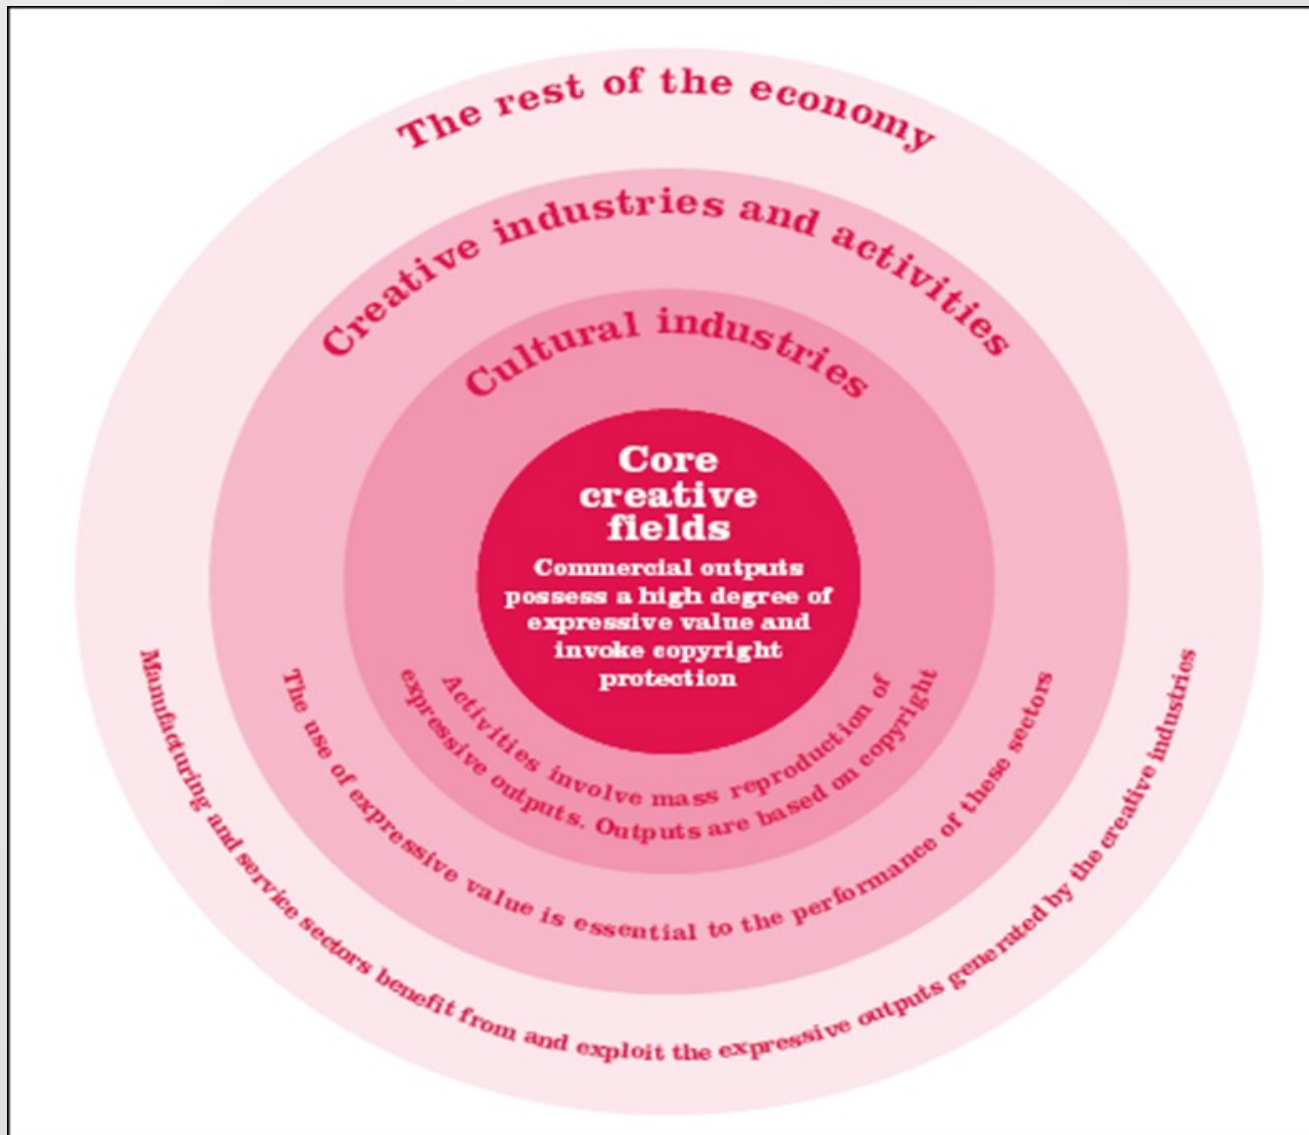 The rest of the economy
Creative industries and activities
Cultural industries
Core
creative
fields
Commercial outputs
possess a high degree of
expressive value and
invoke copyright
protection
Activities involve mass reproduction of
expressive outputs. Outputs are based on copyright
The use of expressive value is essential to the performance of these sectors
Manufacturing and service sectors benefit from and exploit the expressive outputs generated by the creative industries